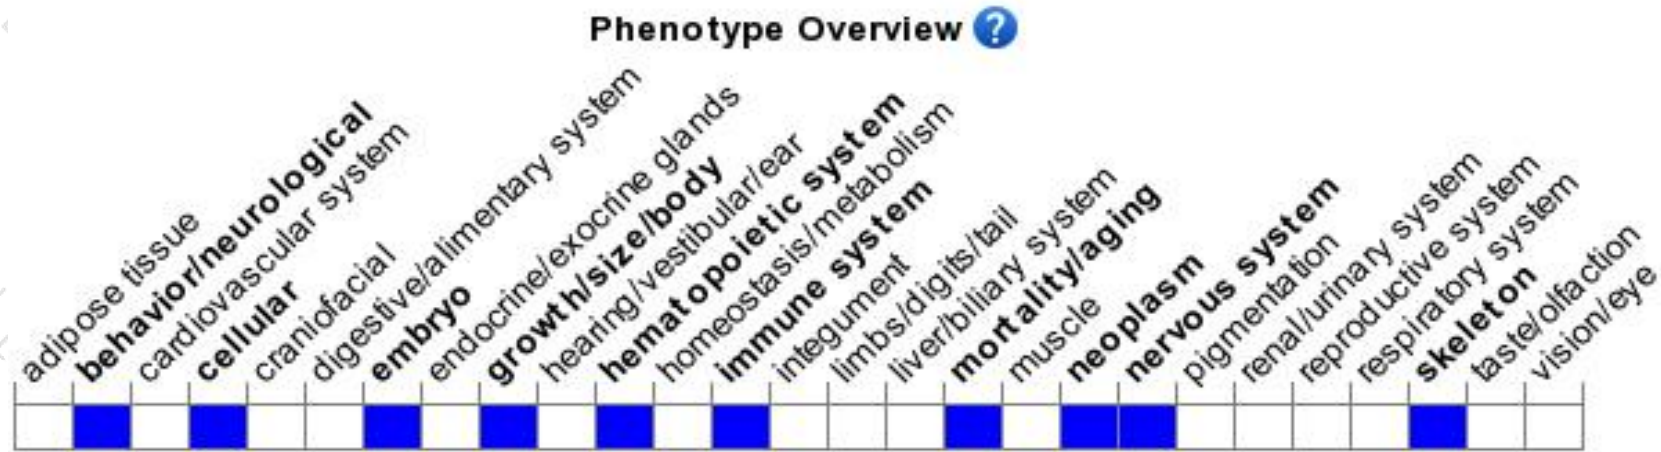 Phenotype Overview ?
adipose tissue
behavior/neurological
cardiovascular system
cellular
craniofacial
digestive/alimentary system
embryo
endocrine/exocrine glands
growth/size/body
hearing/vestibular/ear
hematopoietic system
homeostasis/metabolism
immune system
integument
limbs/digits/tail
liver/biliary system
mortality/aging
muscle
neoplasm
nervous system
pigmentation
renal/urinary system
reproductive system
respiratory system
skeleton
taste/olfaction
vision/eye